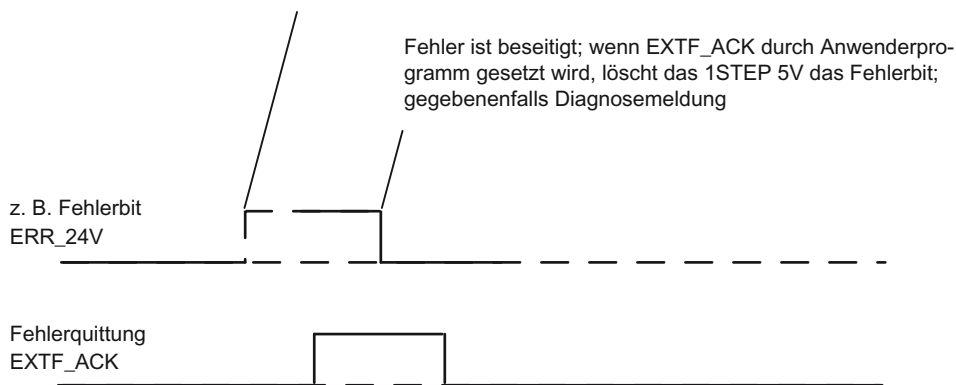 Fehler ist beseitigt; wenn EXTF_ACK durch Anwenderpro-
gramm gesetzt wird, löscht das 1STEP 5V das Fehlerbit;
gegebenenfalls Diagnosemeldung
z. B. Fehlerbit
ERR_24V
Fehlerquittung
EXTF_ACK